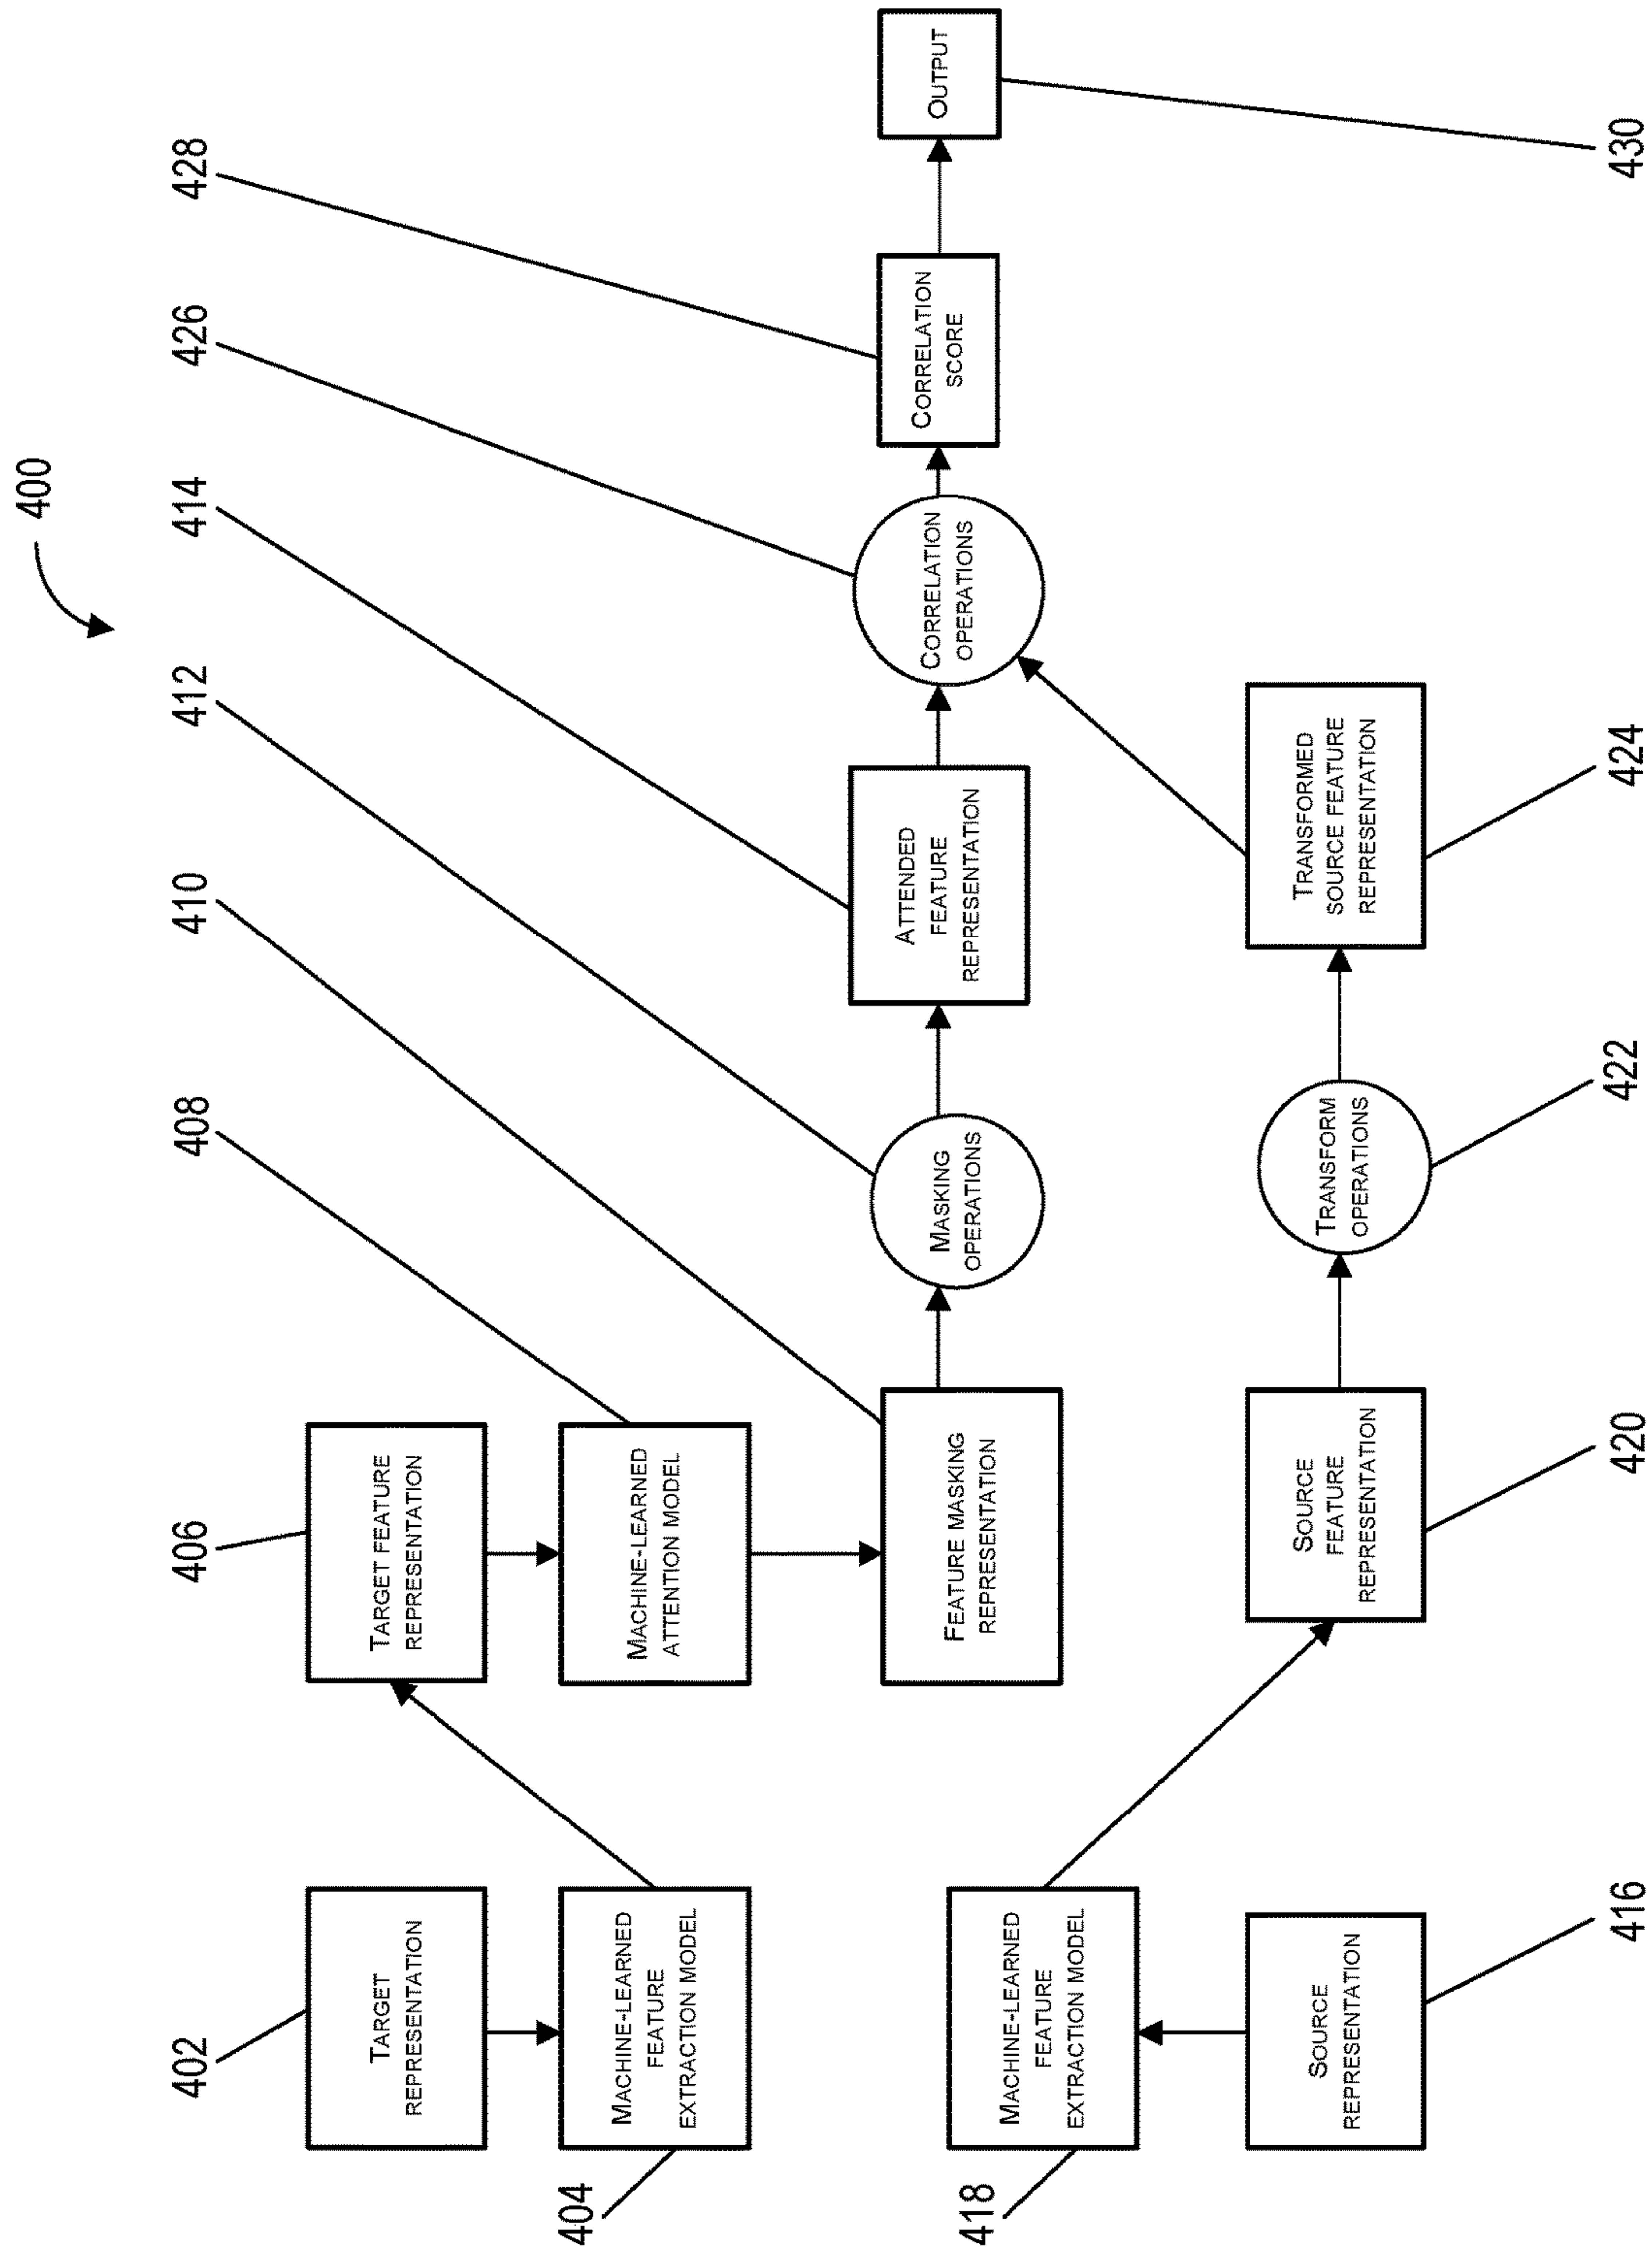 400
402
404
406
408
410
412
414
426
428
TARGET
REPRESENTATION
MACHINE-LEARNED
FEATURE
EXTRACTION MODEL
TARGET FEATURE
REPRESENTATION
MACHINE-LEARNED
ATTENTION MODEL
FEATURE MASKING
REPRESENTATION
MASKING
OPERATIONS
ATTENDED
FEATURE
REPRESENTATION
CORRELATION
OPERATIONS
CORRELATION
SCORE
OUTPUT
MACHINE-LEARNED
FEATURE
EXTRACTION MODEL
SOURCE
REPRESENTATION
SOURCE
FEATURE
REPRESENTATION
TRANSFORM
OPERATIONS
TRANSFORMED
SOURCE FEATURE
REPRESENTATION
418
416
420
422
424
430